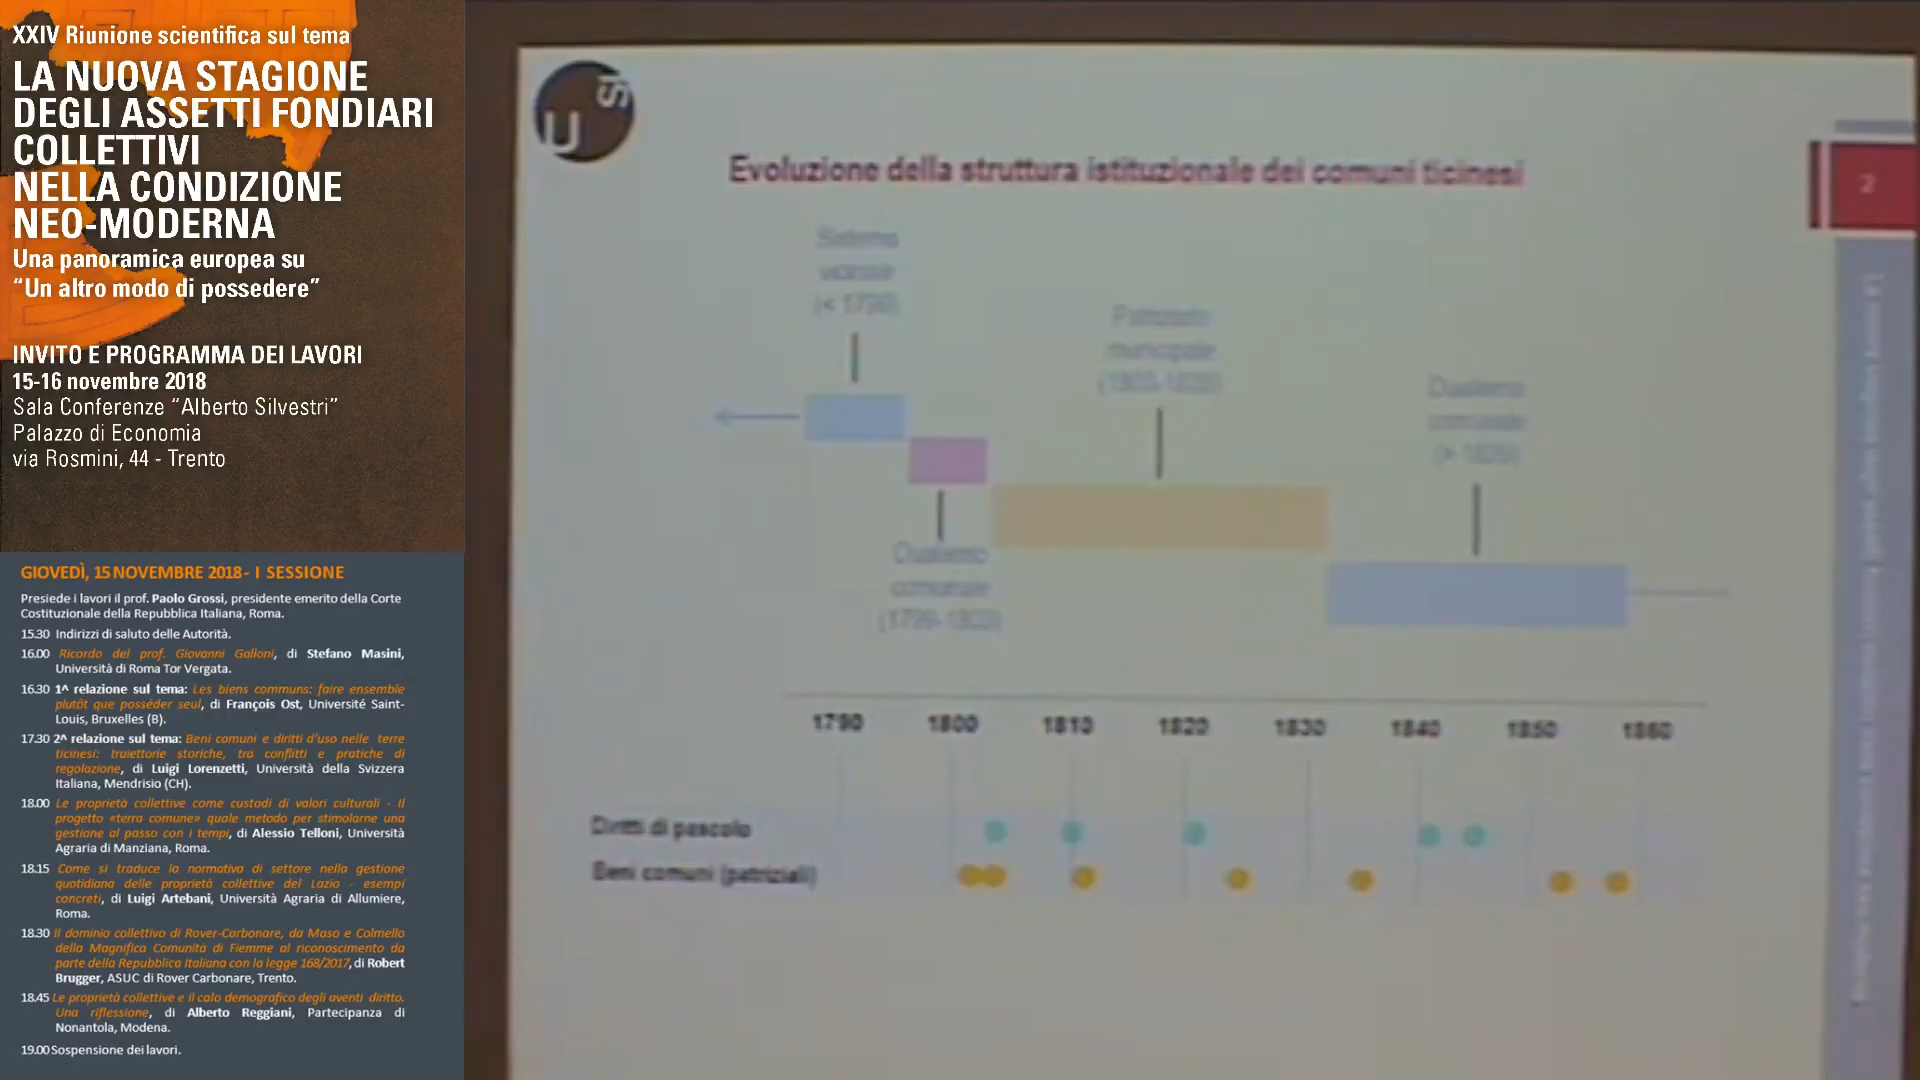 XXIV Riunione scientifica sul tema
LA NUOVA STAGIONE
DEGLI ASSETTI FONDIARI
COLLETTIVI
NELLA CONDIZIONE
NEO-MODERNA
Una panoramica europea su
“Un altro modo di possedere”
INVITO E PROGRAMMA DEI LAVORI
15-16 novembre 2018
Sala Conferenze “Alberto Silvestri”
Palazzo di Economia
via Rosmini, 44 - Trento
GIOVEDÌ, 15 NOVEMBRE 2018 - I SESSIONE
Presiede i lavori il prof. Paolo Grossi, presidente emerito della Corte
Costituzionale della Repubblica Italiana, Roma.
15.30 Indirizzi di saluto delle Autorità.
16.00 Ricordo del prof. Giovanni Galloni, di Stefano Masini,
Università di Roma Tor Vergata.
16.30 1^ relazione sul tema: Les biens communs: faire ensemble
plutôt que posséder seul, di François Ost, Université Saint-
Louis, Bruxelles (B).
17.30 2^ relazione sul tema: Beni comuni e diritti d'uso nelle terre
ticinesi: traiettorie storiche, tra conflitti e pratiche di
regolazione, di Luigi Lorenzetti, Università della Svizzera
Italiana, Mendrisio (CH).
18.00 Le proprietà collettive come custodi di valori culturali - Il
progetto «terra comune» quale metodo per stimolarne una
gestione al passo con i tempi, di Alessio Telloni, Università
Agraria di Manziana, Roma.
18.15 Come si traduce la normativa di settore nella gestione
quotidiana delle proprietà collettive del Lazio - esempi
concreti, di Luigi Artebani, Università Agraria di Allumiere,
Roma.
18.30 Il dominio collettivo di Rover-Carbonare, da Maso e Colmello
della Magnifica Comunità di Fiemme al riconoscimento da
parte della Repubblica Italiana con la legge 168/2017, di Robert
Brugger, ASUC di Rover Carbonare, Trento.
18.45 Le proprietà collettive e il calo demografico degli aventi diritto.
Una riflessione, di Alberto Reggiani, Partecipanza di
Nonantola, Modena.
19.00 Sospensione dei lavori.
U SI
Evoluzione della struttura istituzionale dei comuni ticinesi
2
Sistema
vicinale
Patriziato
municipale
Dualismo
comunale
Dualismo
comunale
1790 1800 1810 1820 1830 1840 1850 1860
Diritti di pascolo
Beni comuni (patriziali)